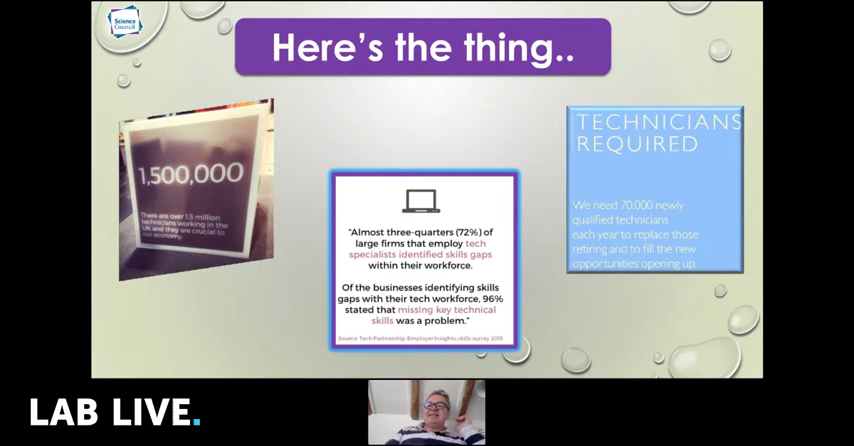 Science
Council
Here's the thing..
1,500,000
There are over 1.5 million
technicians working in the
UK and they are crucial to
our economy.
"Almost three-quarters (72%) of
large firms that employ tech
specialists identified skills gaps
within their workforce.
Of the businesses identifying skills
gaps with their tech workforce, 96%
stated that missing key technical
skills was a problem."
Source: Tech Partnership: Employer Insights: skills survey 2015
TECHNICIANS
REQUIRED
We need 70,000 newly
qualified technicians
each year to replace those
retiring and to fill the new
opportunities opening up.
LAB LIVE.